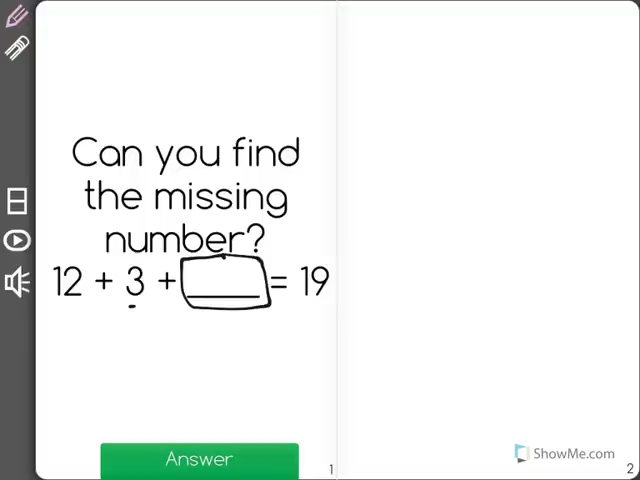 Can you find
the missing
number?
12 + 3 + ____ = 19
Answer
1
ShowMe.com
2